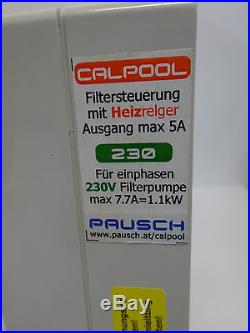 CALPOOL
Filtersteuerung
mit Heizrelger
Ausgang max 5A
230
Für einphasen
230V Filterpumpe
max 7.7A=1.1kW
PAUSCH
www.pausch.at/calpool